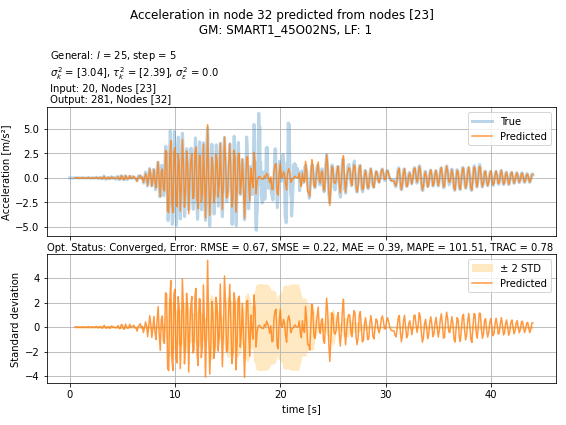 Acceleration in node 32 predicted from nodes [23]
GM: SMART1_45O02NS, LF: 1
General: l = 25, step = 5
σ²ₖ = [3.04], τ²ₖ = [2.39], σ²ε = 0.0
Input: 20, Nodes [23]
Output: 281, Nodes [32]
Acceleration [m/s²]
5.0
2.5
0.0
−2.5
−5.0
True
Predicted
Opt. Status: Converged, Error: RMSE = 0.67, SMSE = 0.22, MAE = 0.39, MAPE = 101.51, TRAC = 0.78
Standard deviation
4
2
0
−2
−4
± 2 STD
Predicted
0
10
20
30
40
time [s]